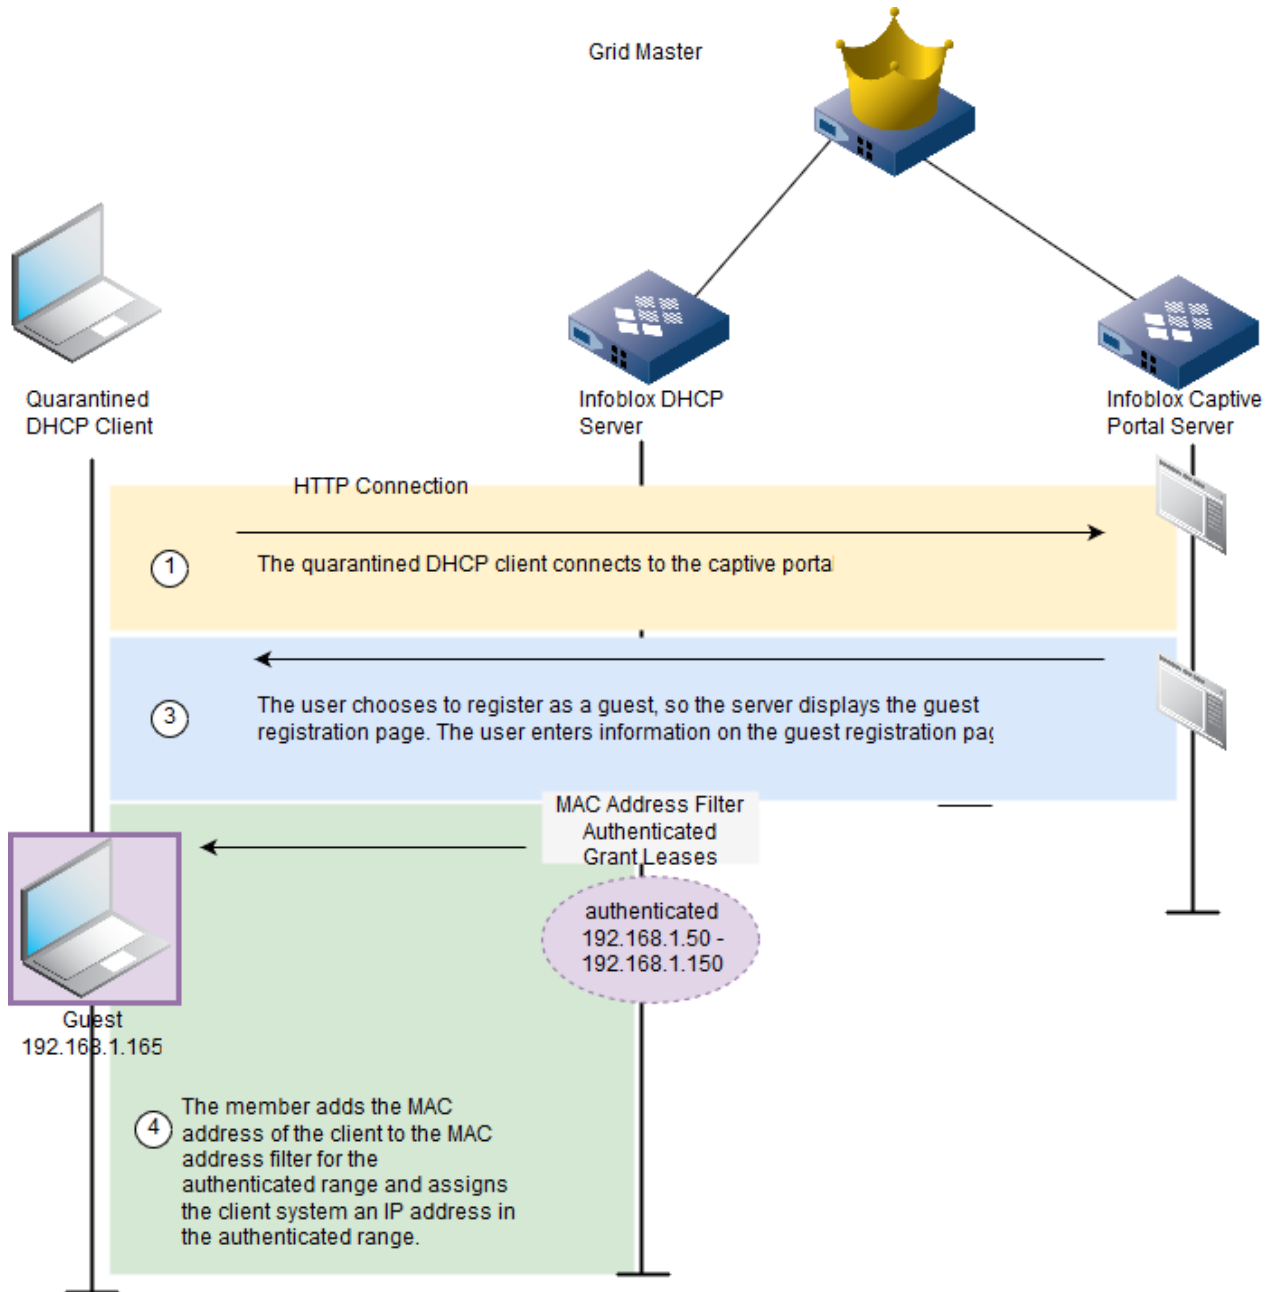 Grid Master
Quarantined
DHCP Client
Infoblox DHCP
Server
Infoblox Captive
Portal Server
HTTP Connection
1
The quarantined DHCP client connects to the captive porta
3
The user chooses to register as a guest, so the server displays the guest
registration page. The user enters information on the guest registration pag
MAC Address Filter
Authenticated
Grant Leases
authenticated
192.168.1.50 -
192.168.1.150
Guest
192.168.1.165
4
The member adds the MAC
address of the client to the MAC
address filter for the
authenticated range and assigns
the client system an IP address in
the authenticated range.